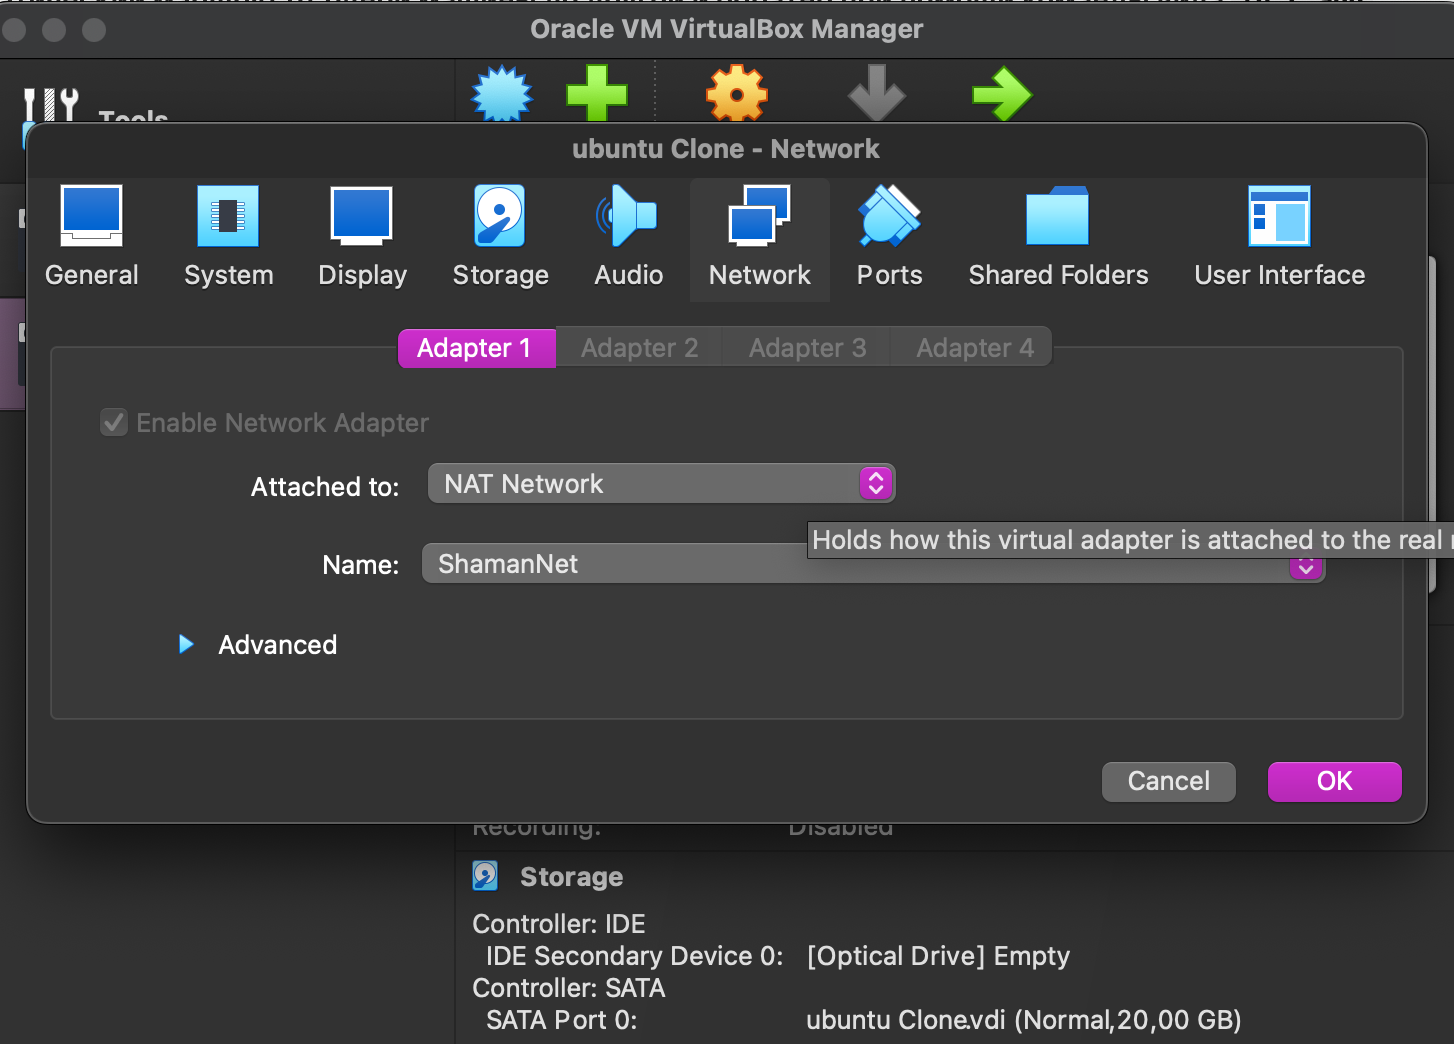 Oracle VM VirtualBox Manager
Tools
ubuntu Clone - Network
General
System
Display
Storage
Audio
Network
Ports
Shared Folders
User Interface
Adapter 1
Adapter 2
Adapter 3
Adapter 4
Enable Network Adapter
Attached to:
NAT Network
Holds how this virtual adapter is attached to the real
Name:
ShamanNet
Advanced
Cancel
OK
Recording:
Disabled
Storage
Controller: IDE
IDE Secondary Device 0:
[Optical Drive] Empty
Controller: SATA
SATA Port 0:
ubuntu Clone.vdi (Normal,20,00 GB)